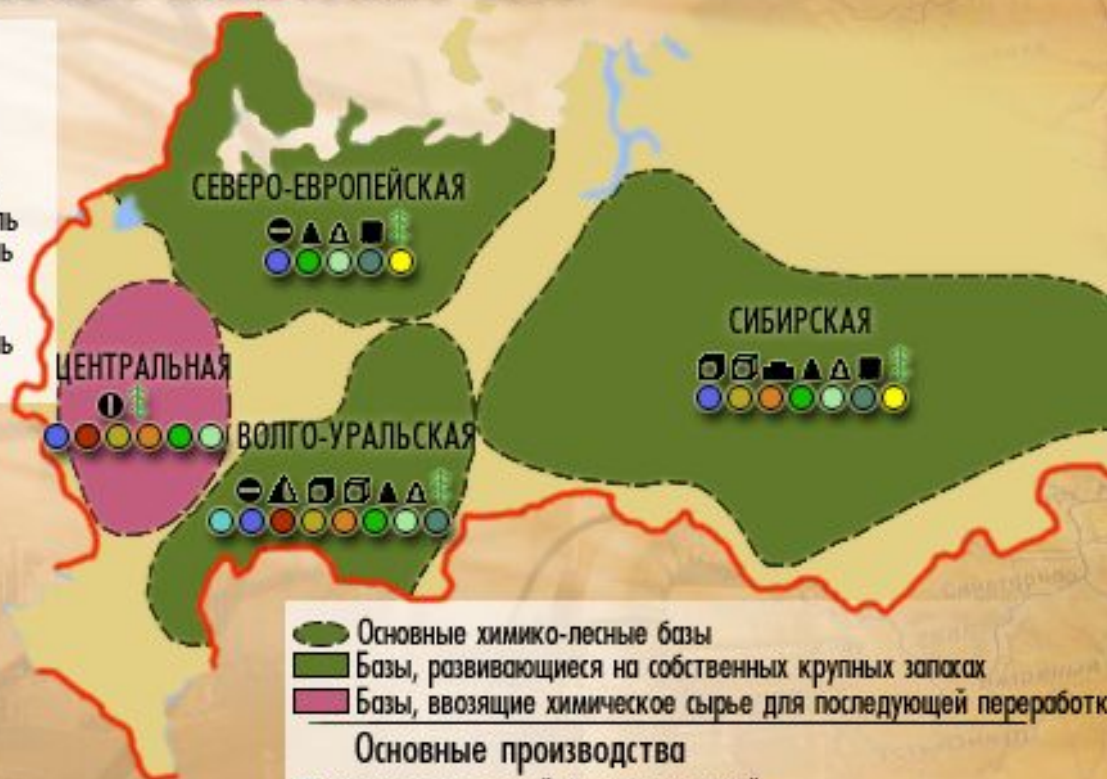 СЕВЕРО-ЕВРОПЕЙСКАЯ
СИБИРСКАЯ
ЦЕНТРАЛЬНАЯ
ВОЛГО-УРАЛЬСКАЯ
Основные химико-лесные базы
Базы, развивающиеся на собственных крупных запасах
Базы, ввозящие химическое сырье для последующей
Основные производства